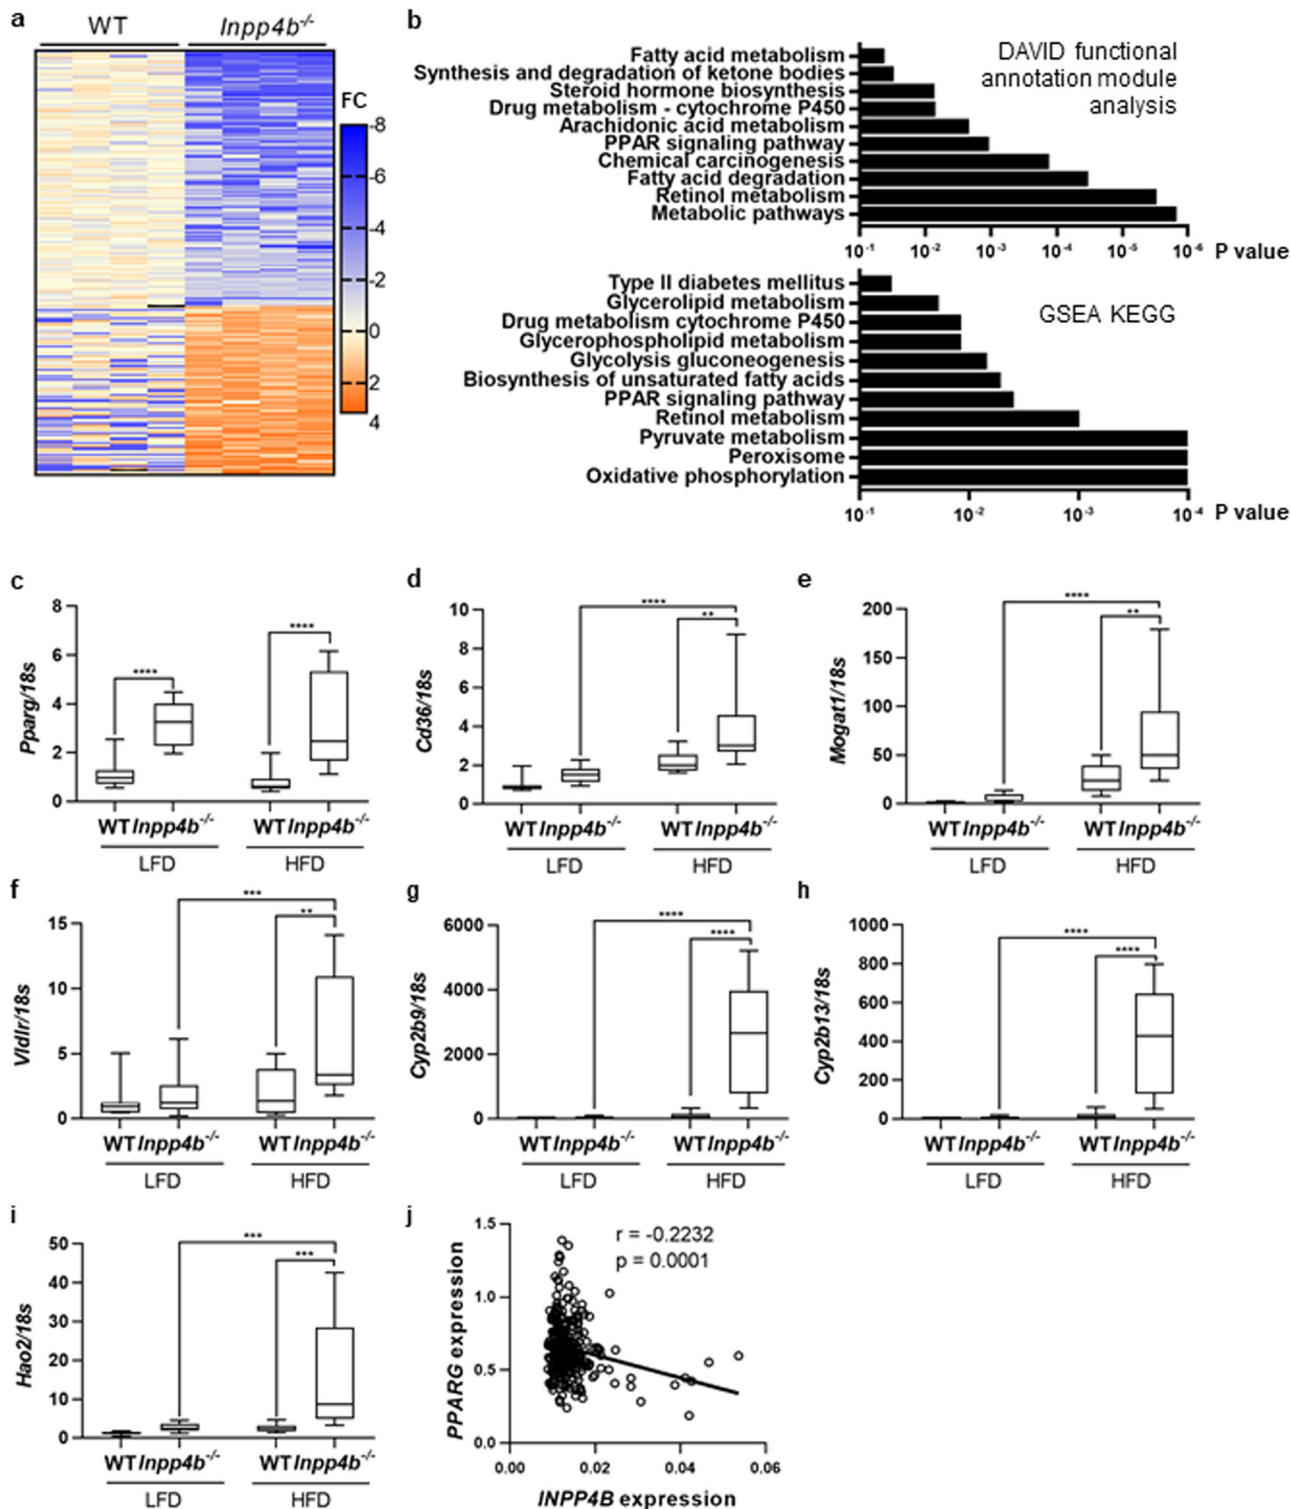 a
WT Inpp4b-/-
FC
-8
-6
-4
-2
0
2
4
b
DAVID functional
annotation module
analysis
Fatty acid metabolism
Synthesis and degradation of ketone bodies
Steroid hormone biosynthesis
Drug metabolism - cytochrome P450
Arachidonic acid metabolism
PPAR signaling pathway
Chemical carcinogenesis
Fatty acid degradation
Retinol metabolism
Metabolic pathways
10-1 10-2 10-3 10-4 10-5 10-6 P value
GSEA KEGG
Type II diabetes mellitus
Glycerolipid metabolism
Drug metabolism cytochrome P450
Glycerophospholipid metabolism
Glycolysis gluconeogenesis
Biosynthesis of unsaturated fatty acids
PPAR signaling pathway
Retinol metabolism
Pyruvate metabolism
Peroxisome
Oxidative phosphorylation
10-1 10-2 10-3 10-4 P value
c
Pparg/18s
8
6
4
2
0
**** ****
WT Inpp4b-/- WT Inpp4b-/-
LFD HFD
d
Cd36/18s
10
8
6
4
2
0
****
**
WT Inpp4b-/- WT Inpp4b-/-
LFD HFD
e
Mogat1/18s
200
150
100
50
0
****
**
WT Inpp4b-/- WT Inpp4b-/-
LFD HFD
f
Vldlr/18s
15
10
5
0
***
**
WT Inpp4b-/- WT Inpp4b-/-
LFD HFD
g
Cyp2b9/18s
6000
4000
2000
0
****
****
WT Inpp4b-/- WT Inpp4b-/-
LFD HFD
h
Cyp2b13/18s
1000
800
600
400
200
0
****
****
WT Inpp4b-/- WT Inpp4b-/-
LFD HFD
i
Hao2/18s
50
40
30
20
10
0
***
***
WT Inpp4b-/- WT Inpp4b-/-
LFD HFD
j
PPARG expression
1.5
1.0
0.5
0.0
r = -0.2232
p = 0.0001
0.00 0.02 0.04 0.06
INPP4B expression